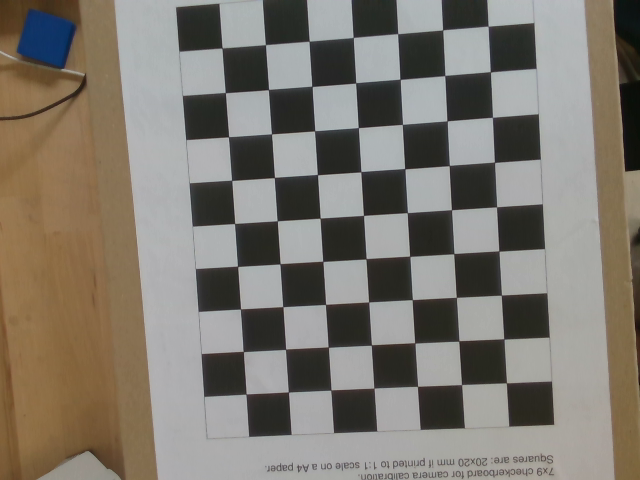 7x9 checkerboard for camera calibration.
Squares are: 20x20 mm if printed to 1:1 scale on a A4 paper.